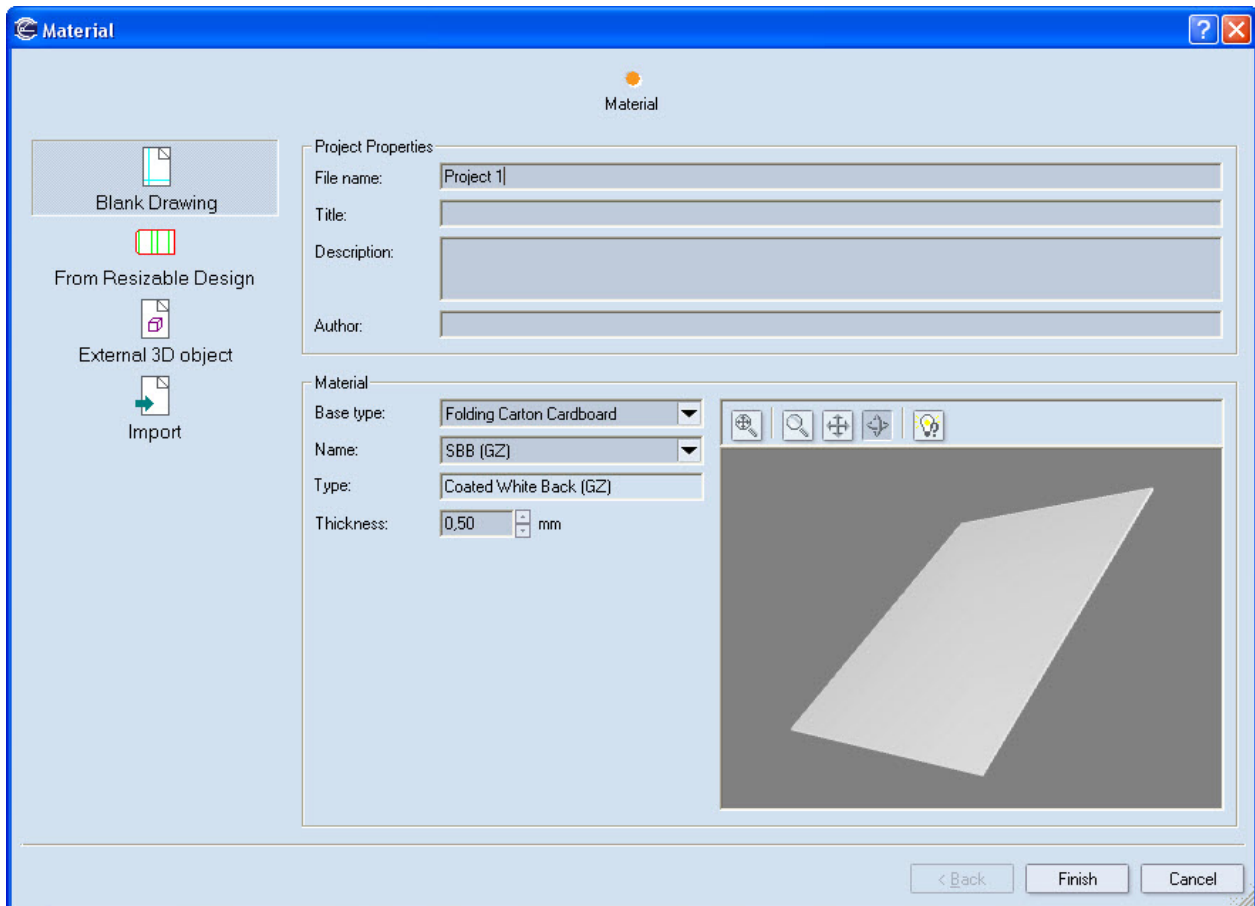 Material
Material
Blank Drawing
From Resizable Design
External 3D object
Import
Project Properties
File name: Project 1
Title:
Description:
Author:
Material
Base type: Folding Carton Cardboard
Name: SBB (GZ)
Type: Coated White Back (GZ)
Thickness: 0,50 mm
< Back Finish Cancel